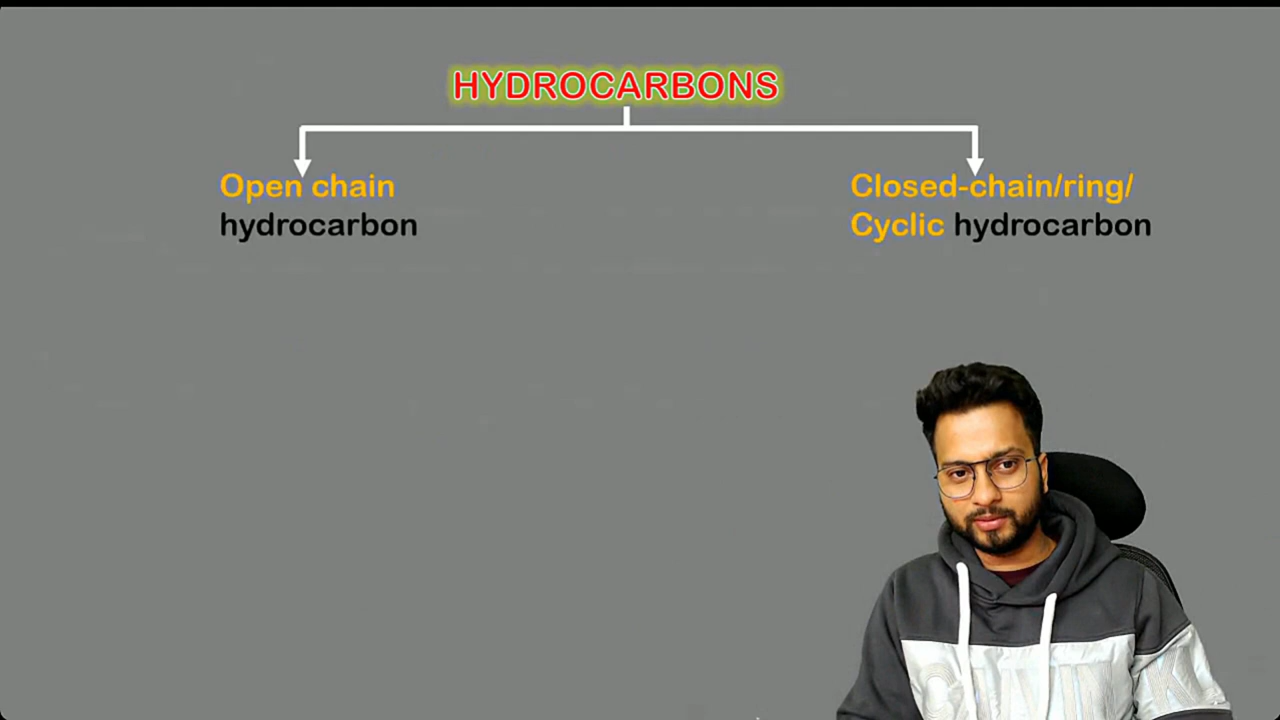 HYDROCARBONS
Open chain
hydrocarbon
Closed-chain/ring/
Cyclic hydrocarbon